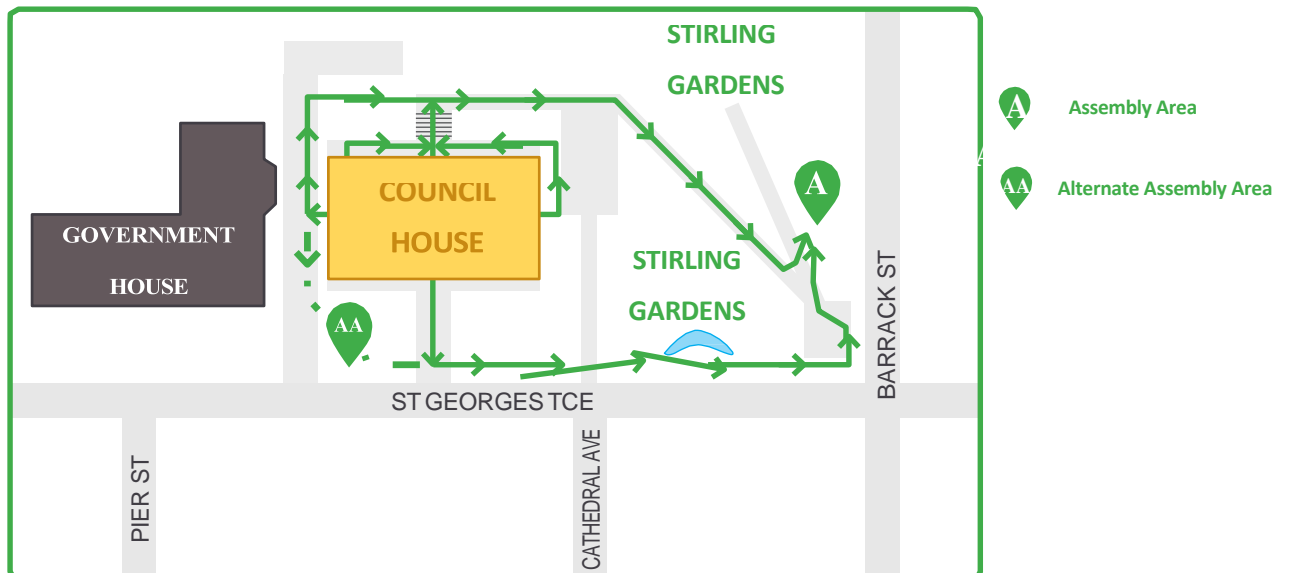 STIRLING
GARDENS
A
Assembly Area
A
AA
Alternate Assembly Area
COUNCIL
HOUSE
GOVERNMENT
HOUSE
A
STIRLING
GARDENS
AA
BARRACK ST
ST GEORGES TCE
PIER ST
CATHEDRAL AVE